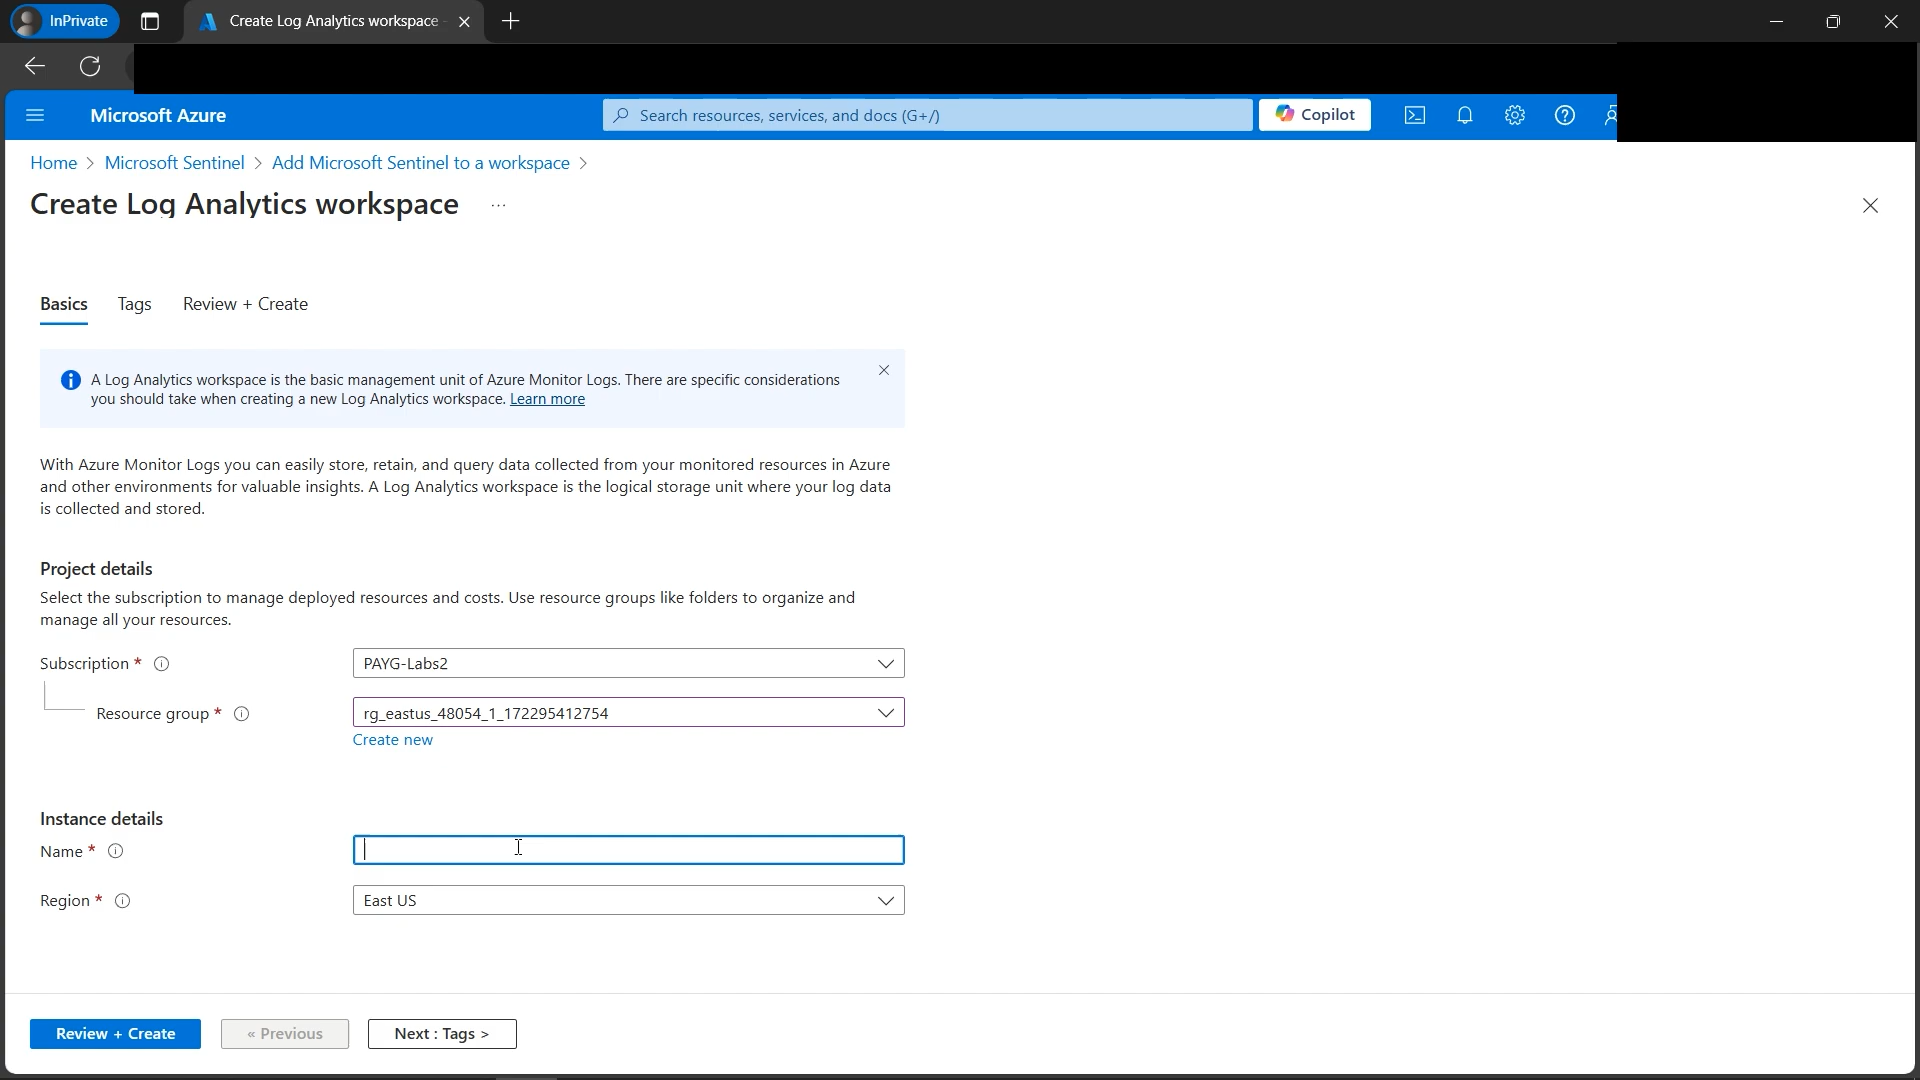 InPrivate
Create Log Analytics workspace
Microsoft Azure
Search resources, services, and docs (G+/)
Copilot
Home > Microsoft Sentinel > Add Microsoft Sentinel to a workspace >
Create Log Analytics workspace ...
Basics Tags Review + Create
A Log Analytics workspace is the basic management unit of Azure Monitor Logs. There are specific considerations
you should take when creating a new Log Analytics workspace. Learn more
With Azure Monitor Logs you can easily store, retain, and query data collected from your monitored resources in Azure
and other environments for valuable insights. A Log Analytics workspace is the logical storage unit where your log data
is collected and stored.
Project details
Select the subscription to manage deployed resources and costs. Use resource groups like folders to organize and
manage all your resources.
Subscription *
PAYG-Labs2
Resource group *
rg_eastus_48054_1_172295412754
Create new
Instance details
Name *
Region *
East US
Review + Create
« Previous
Next : Tags >